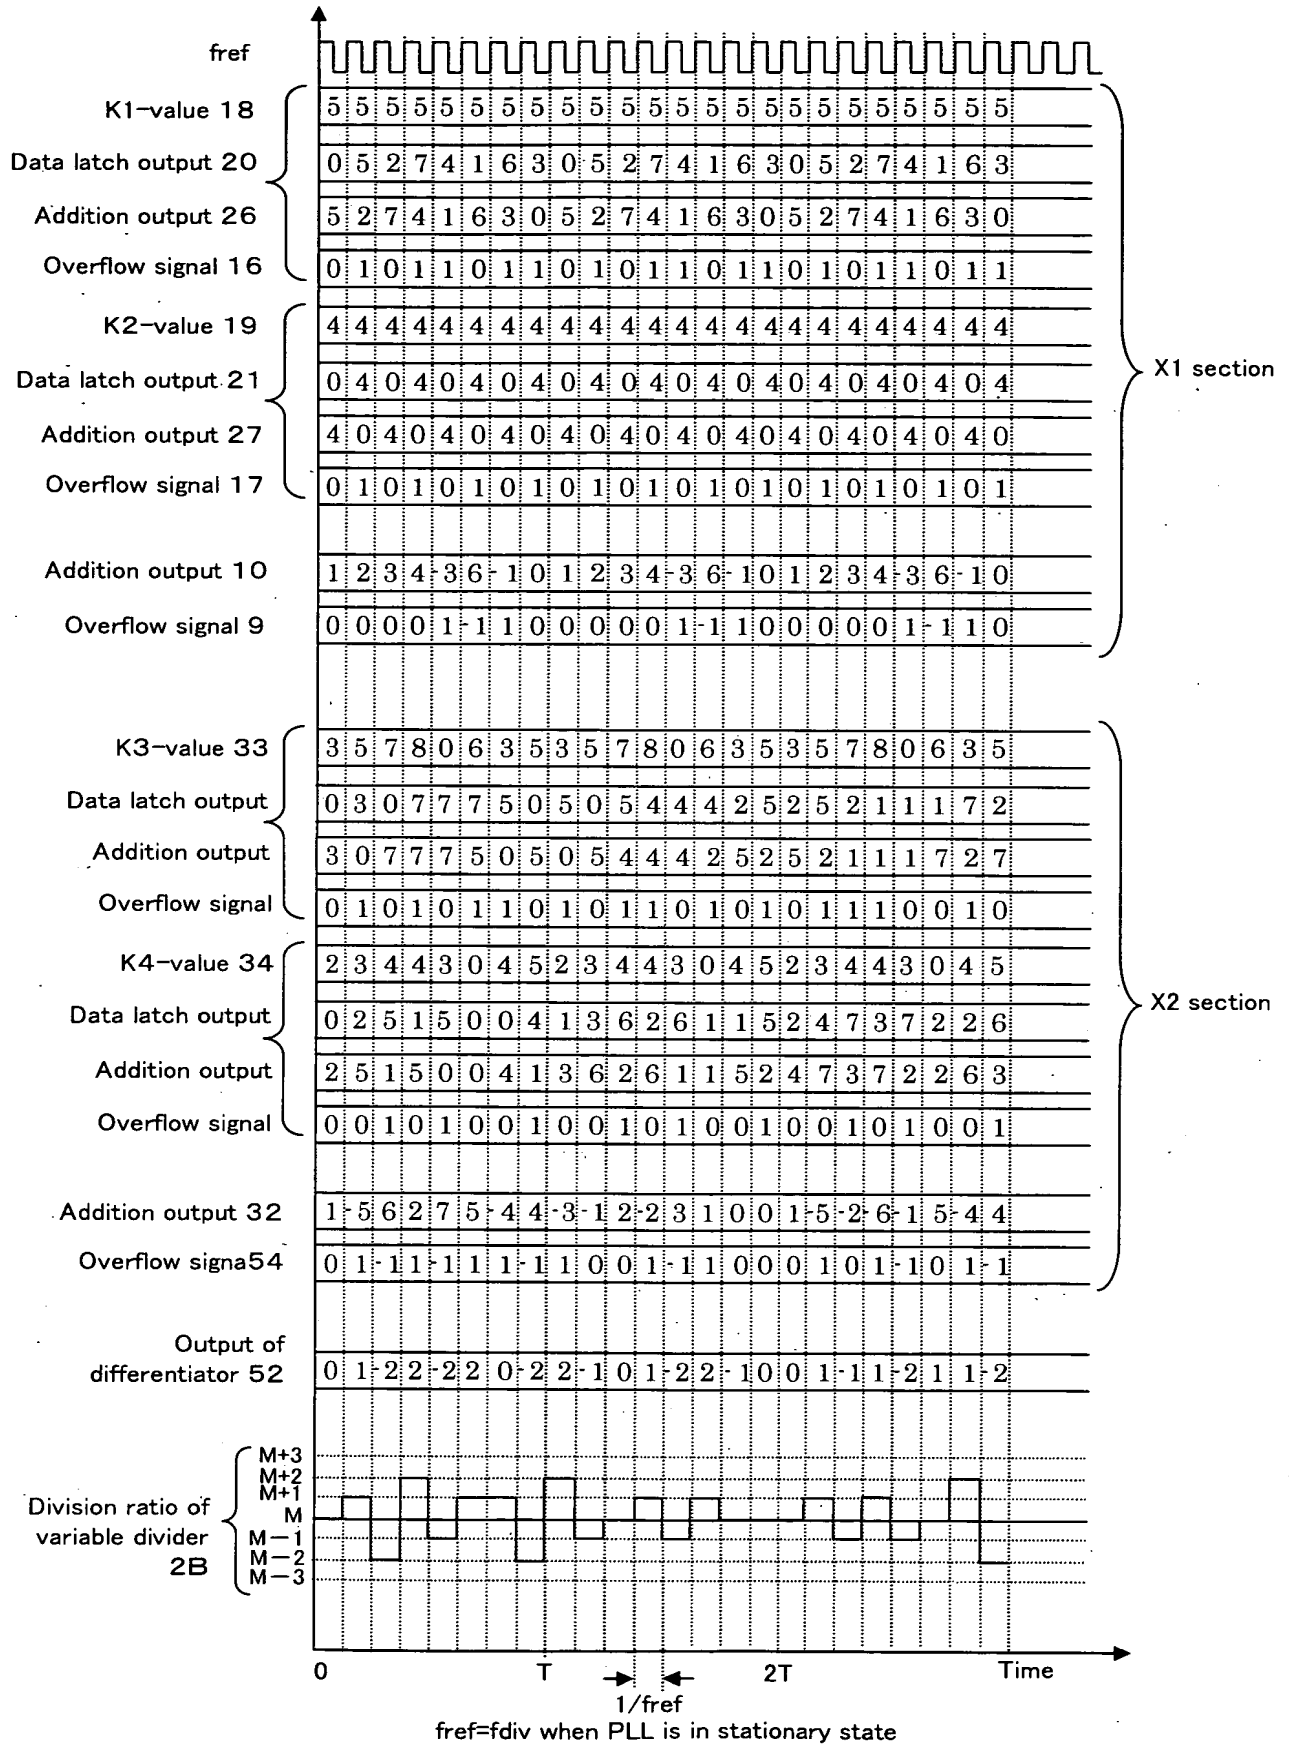 fref
K1-value 18 5 5 5 5 5 5 5 5 5 5 5 5 5 5 5 5 5 5 5 5 5 5 5 5
Data latch output 20 0 5 2 7 4 1 6 3 0 5 2 7 4 1 6 3 0 5 2 7 4 1 6 3
Addition output 26 5 2 7 4 1 6 3 0 5 2 7 4 1 6 3 0 5 2 7 4 1 6 3 0
Overflow signal 16 0 1 0 1 1 0 1 1 0 1 0 1 1 0 1 1 0 1 0 1 1 0 1 1
K2-value 19 4 4 4 4 4 4 4 4 4 4 4 4 4 4 4 4 4 4 4 4 4 4 4 4
X1 section
Data latch output 21 0 4 0 4 0 4 0 4 0 4 0 4 0 4 0 4 0 4 0 4 0 4 0 4
Addition output 27 4 0 4 0 4 0 4 0 4 0 4 0 4 0 4 0 4 0 4 0 4 0 4 0
Overflow signal 17 0 1 0 1 0 1 0 1 0 1 0 1 0 1 0 1 0 1 0 1 0 1 0 1
Addition output 10 1 2 3 4 -3 6 -1 0 1 2 3 4 -3 6 -1 0 1 2 3 4 -3 6 -1 0
Overflow signal 9 0 0 0 0 1 -1 1 0 0 0 0 0 1 -1 1 0 0 0 0 0 1 -1 1 0
K3-value 33 3 5 7 8 0 6 3 5 3 5 7 8 0 6 3 5 3 5 7 8 0 6 3 5
Data latch output 0 3 0 7 7 7 5 0 5 0 5 4 4 4 2 5 2 5 2 1 1 1 7 2
Addition output 3 0 7 7 7 5 0 5 0 5 4 4 4 2 5 2 5 2 1 1 1 7 2 7
Overflow signal 0 1 0 1 0 1 1 0 1 0 1 1 0 1 0 1 0 1 1 1 0 0 1 0
K4-value 34 2 3 4 4 3 0 4 5 2 3 4 4 3 0 4 5 2 3 4 4 3 0 4 5
X2 section
Data latch output 0 2 5 1 5 0 0 4 1 3 6 2 6 1 1 5 2 4 7 3 7 2 2 6
Addition output 2 5 1 5 0 0 4 1 3 6 2 6 1 1 5 2 4 7 3 7 2 2 6 3
Overflow signal 0 0 1 0 1 0 0 1 0 0 1 0 1 0 0 1 0 0 1 0 1 0 0 1
Addition output 32 1 -5 6 2 7 5 -4 4 -3 -1 2 -2 3 1 0 0 1 -5 -2 -6 -1 5 -4 4
Overflow signa54 0 1 -1 1 -1 1 1 -1 1 0 0 1 -1 1 0 0 0 1 0 1 -1 0 1 -1
Output of
differentiator 52 0 1 -2 2 -2 2 0 -2 2 -1 0 1 -2 2 -1 0 0 1 -1 1 -2 1 1 -2
Division ratio of
variable divider
2B
M+3
M+2
M+1
M
M−1
M−2
M−3
0 T 2T Time
1/fref
fref=fdiv when PLL is in stationary state